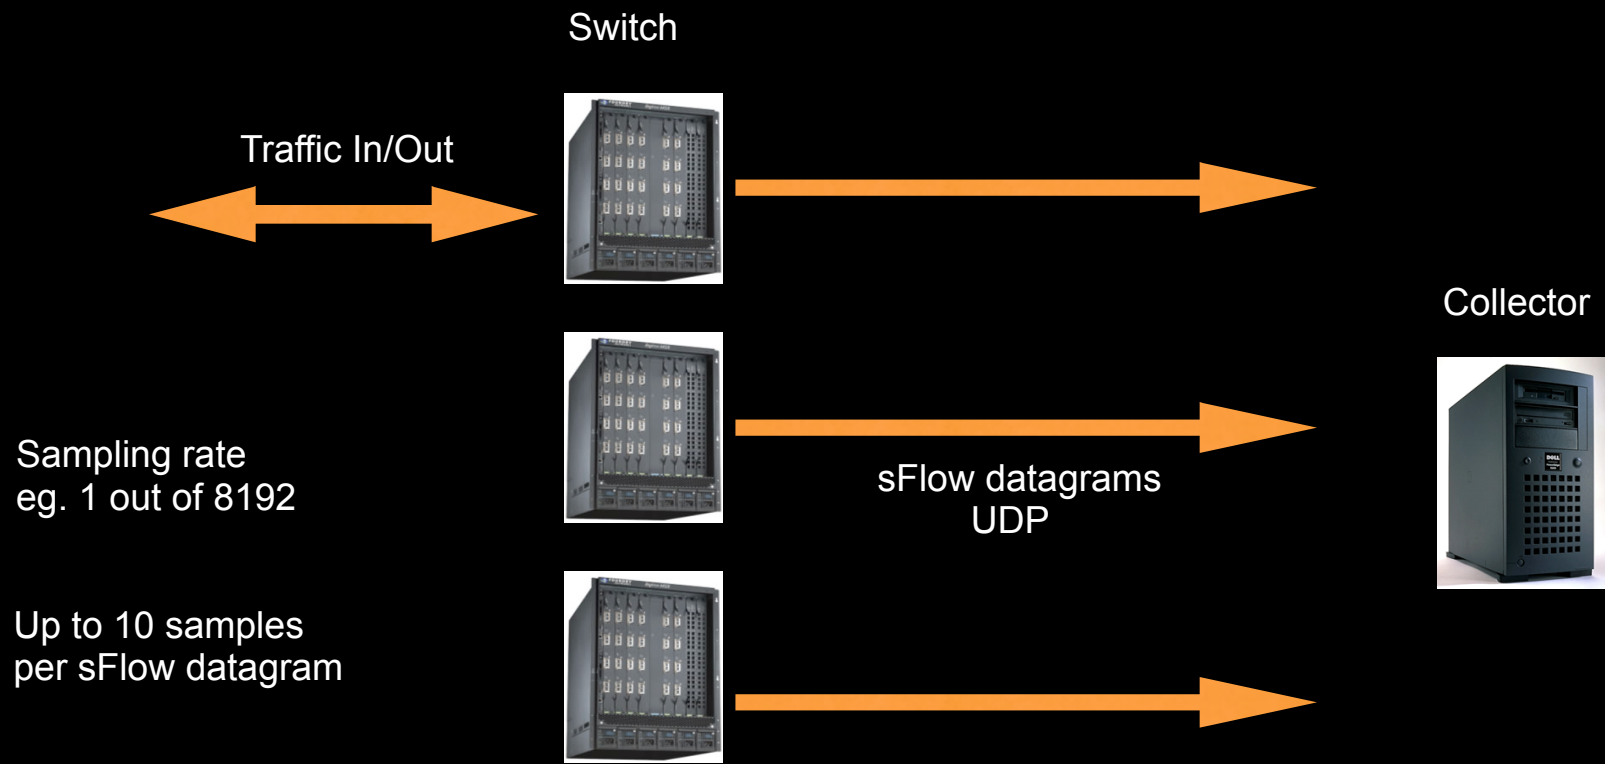 Switch
Traffic In/Out
Collector
Sampling rate
eg. 1 out of 8192
sFlow datagrams
UDP
Up to 10 samples
per sFlow datagram
DELL